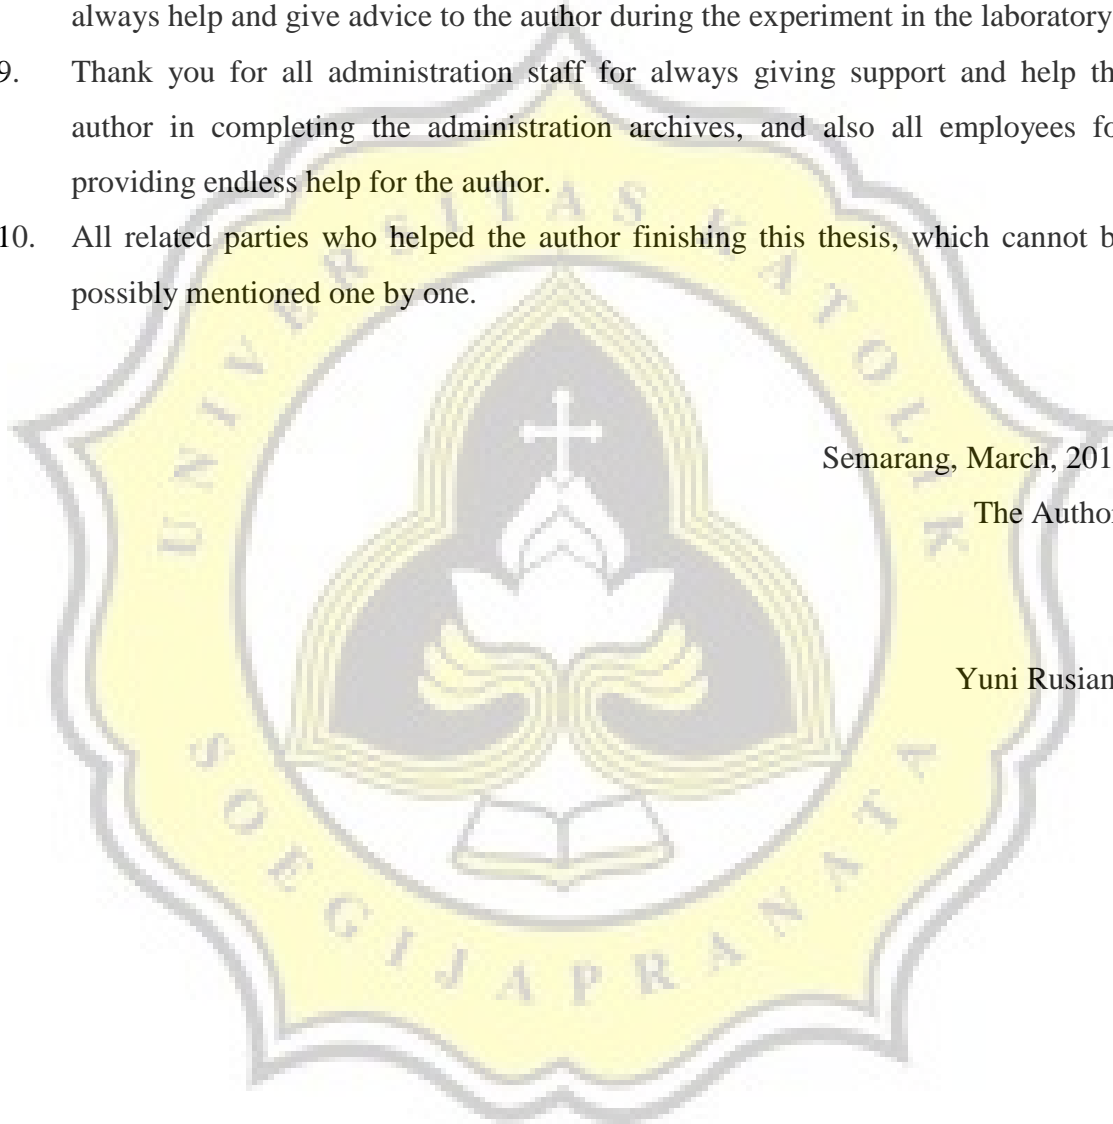 always help and give advice to the author during the experiment in the laboratory
9. Thank you for all administration staff for always giving support and help th
author in completing the administration archives, and also all employees fo
providing endless help for the author.
10. All related parties who helped the author finishing this thesis, which cannot b
possibly mentioned one by one.
Semarang, March, 201
The Author
Yuni Rusian
UNIVERSITAS KATOLIK
SOEGIJAPRANATA